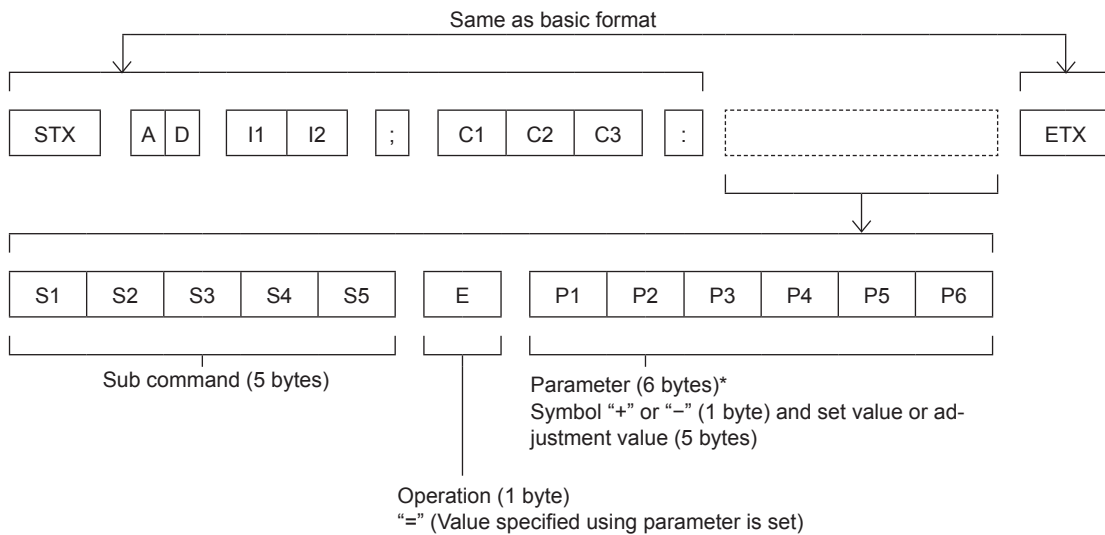 Same as basic format
STX A D I1 I2 ; C1 C2 C3 : ETX
S1 S2 S3 S4 S5 E P1 P2 P3 P4 P5 P6
Sub command (5 bytes)
Parameter (6 bytes)*
Symbol “+” or “−” (1 byte) and set value or ad-
justment value (5 bytes)
Operation (1 byte)
“=” (Value specified using parameter is set)